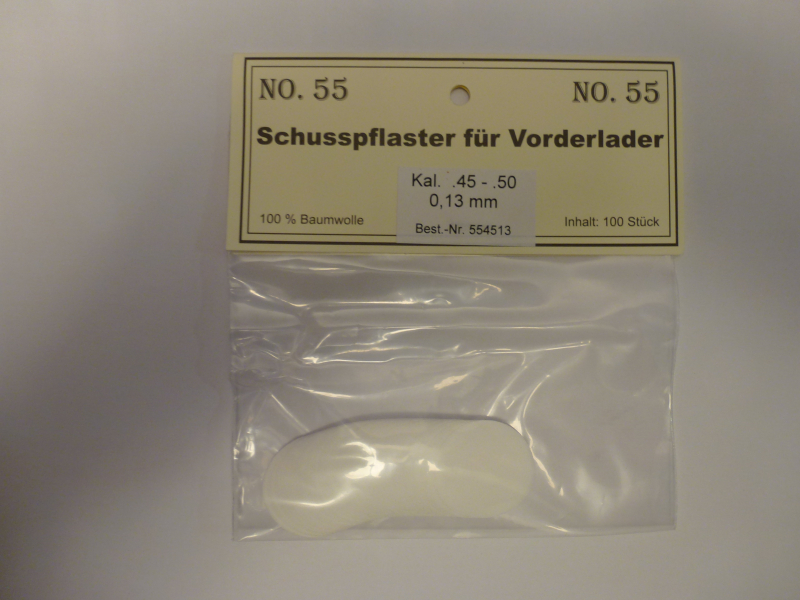 NO. 55 NO. 55
Schusspflaster für Vorderlader
Kal. .45 - .50
0,13 mm
100 % Baumwolle
Best.-Nr. 554513
Inhalt: 100 Stück